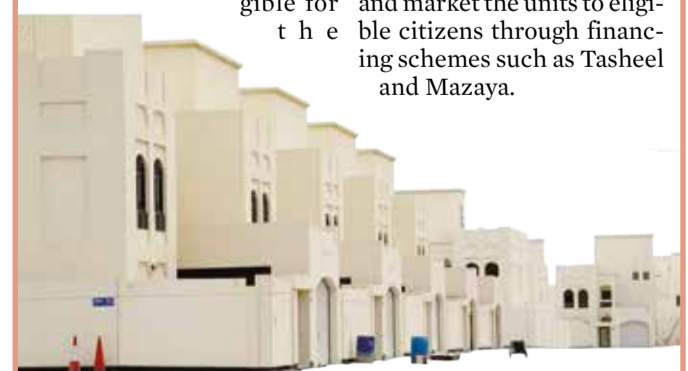 gible for
the
and market the units to eligi-
ble citizens through financ-
ing schemes such as Tasheel
and Mazaya.